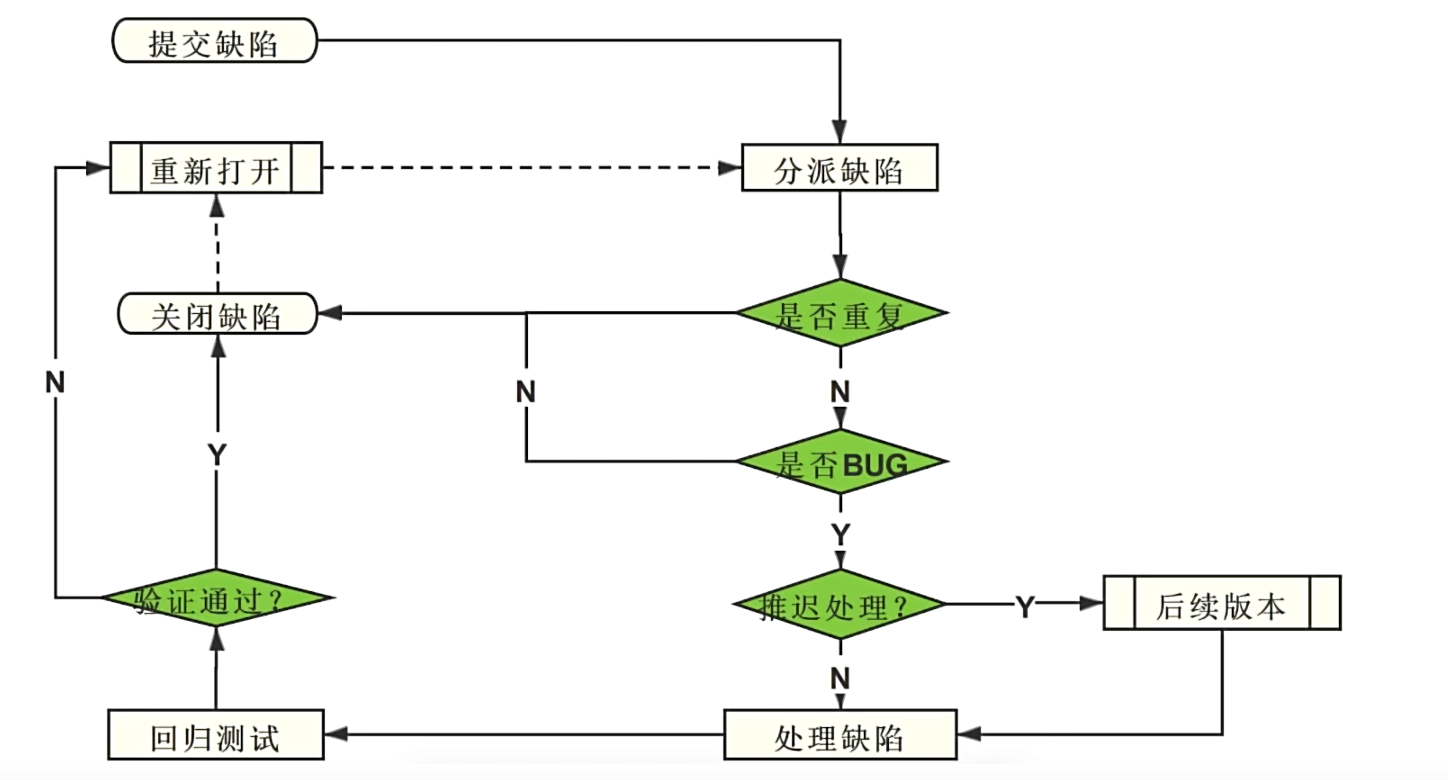 提交缺陷
重新打开
分派缺陷
关闭缺陷
是否重复
N
N
N
是否BUG
Y
Y
验证通过？
推迟处理？
Y
后续版本
N
回归测试
处理缺陷